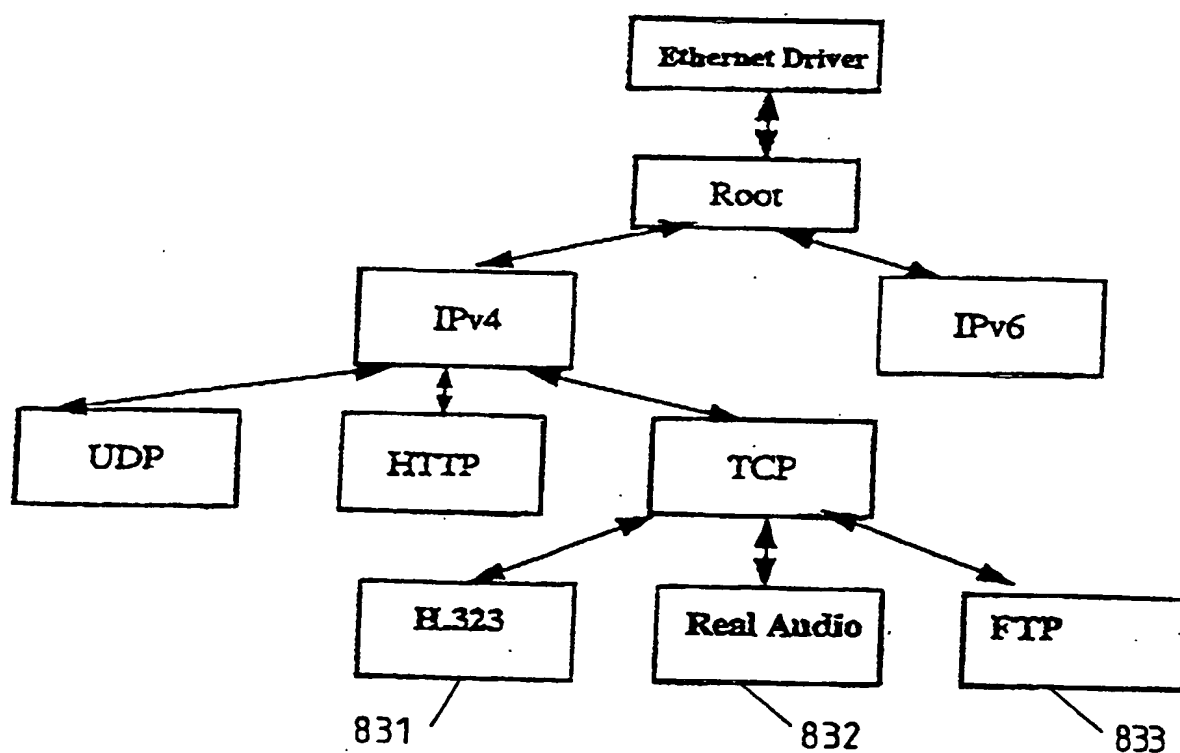 Ethernet Driver
Root
IPv4
IPv6
UDP
HTTP
TCP
H.323
Real Audio
FTP
831
832
833